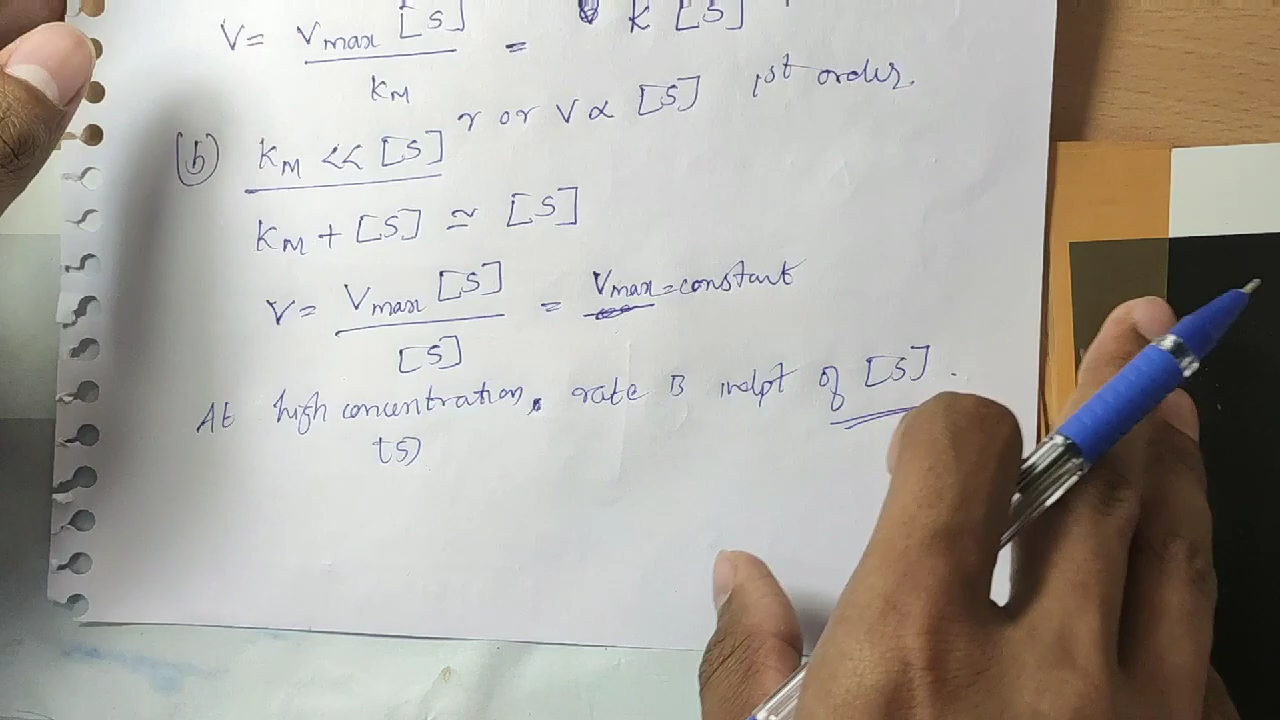 V = Vmax [S] / KM = K [S]
r or V ∝ [S] 1st order.
(b) KM << [S]
KM + [S] ≃ [S]
V = Vmax [S] / [S] = Vmax = constant
At high concentration, rate is indpt of [S].
[S]